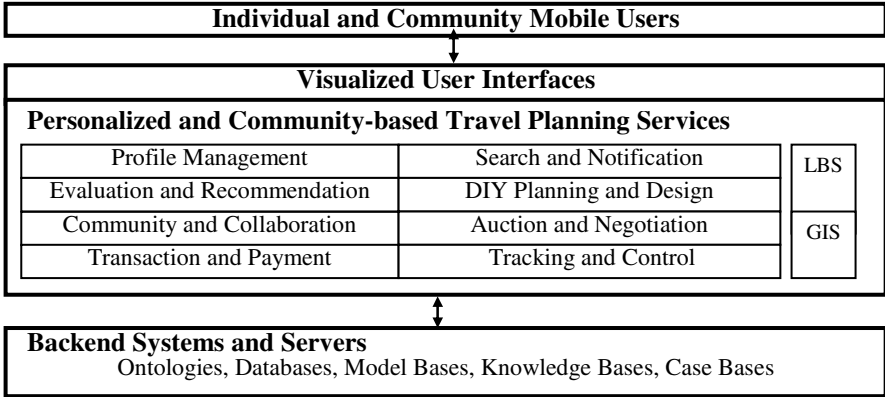 Individual and Community Mobile Users
Visualized User Interfaces
Personalized and Community-based Travel Planning Services
Profile Management
Search and Notification
LBS
Evaluation and Recommendation
DIY Planning and Design
Community and Collaboration
Auction and Negotiation
GIS
Transaction and Payment
Tracking and Control
Backend Systems and Servers
Ontologies, Databases, Model Bases, Knowledge Bases, Case Bases